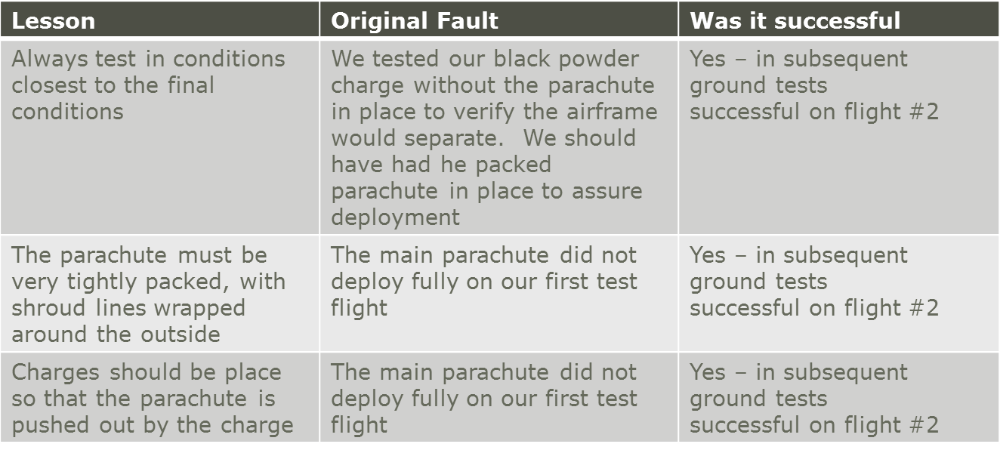 Lesson
Original Fault
Was it successful
Always test in conditions
closest to the final
conditions
We tested our black powder
charge without the parachute
in place to verify the airframe
would separate.  We should
have had he packed
parachute in place to assure
deployment
Yes – in subsequent
ground tests
successful on flight #2
The parachute must be
very tightly packed, with
shroud lines wrapped
around the outside
The main parachute did not
deploy fully on our first test
flight
Yes – in subsequent
ground tests
successful on flight #2
Charges should be place
so that the parachute is
pushed out by the charge
The main parachute did not
deploy fully on our first test
flight
Yes – in subsequent
ground tests
successful on flight #2